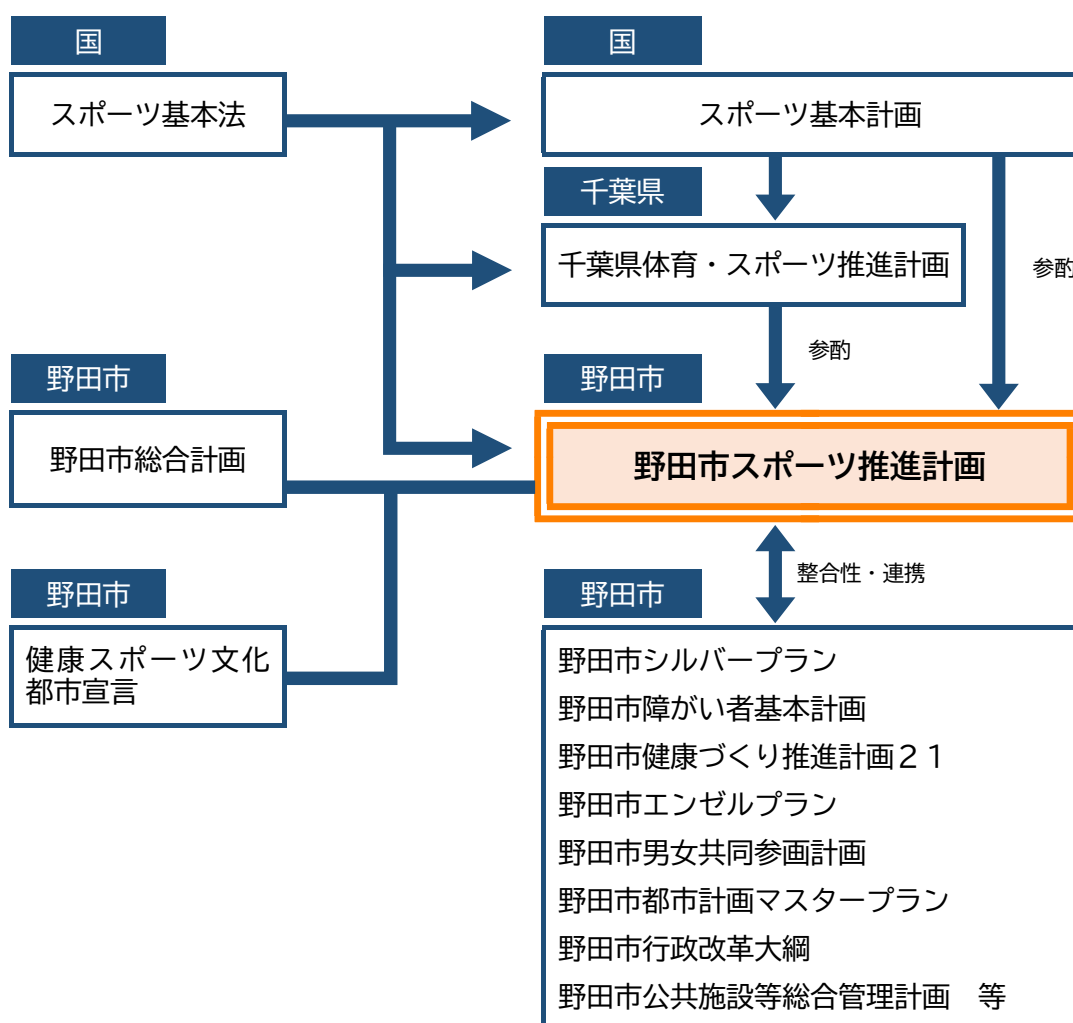 国
スポーツ基本法
国
スポーツ基本計画
千葉県
千葉県体育・スポーツ推進計画
参酌
参酌
野田市
野田市総合計画
野田市
野田市スポーツ推進計画
整合性・連携
野田市
健康スポーツ文化
都市宣言
野田市
野田市シルバープラン
野田市障がい者基本計画
野田市健康づくり推進計画２１
野田市エンゼルプラン
野田市男女共同参画計画
野田市都市計画マスタープラン
野田市行政改革大綱
野田市公共施設等総合管理計画　等